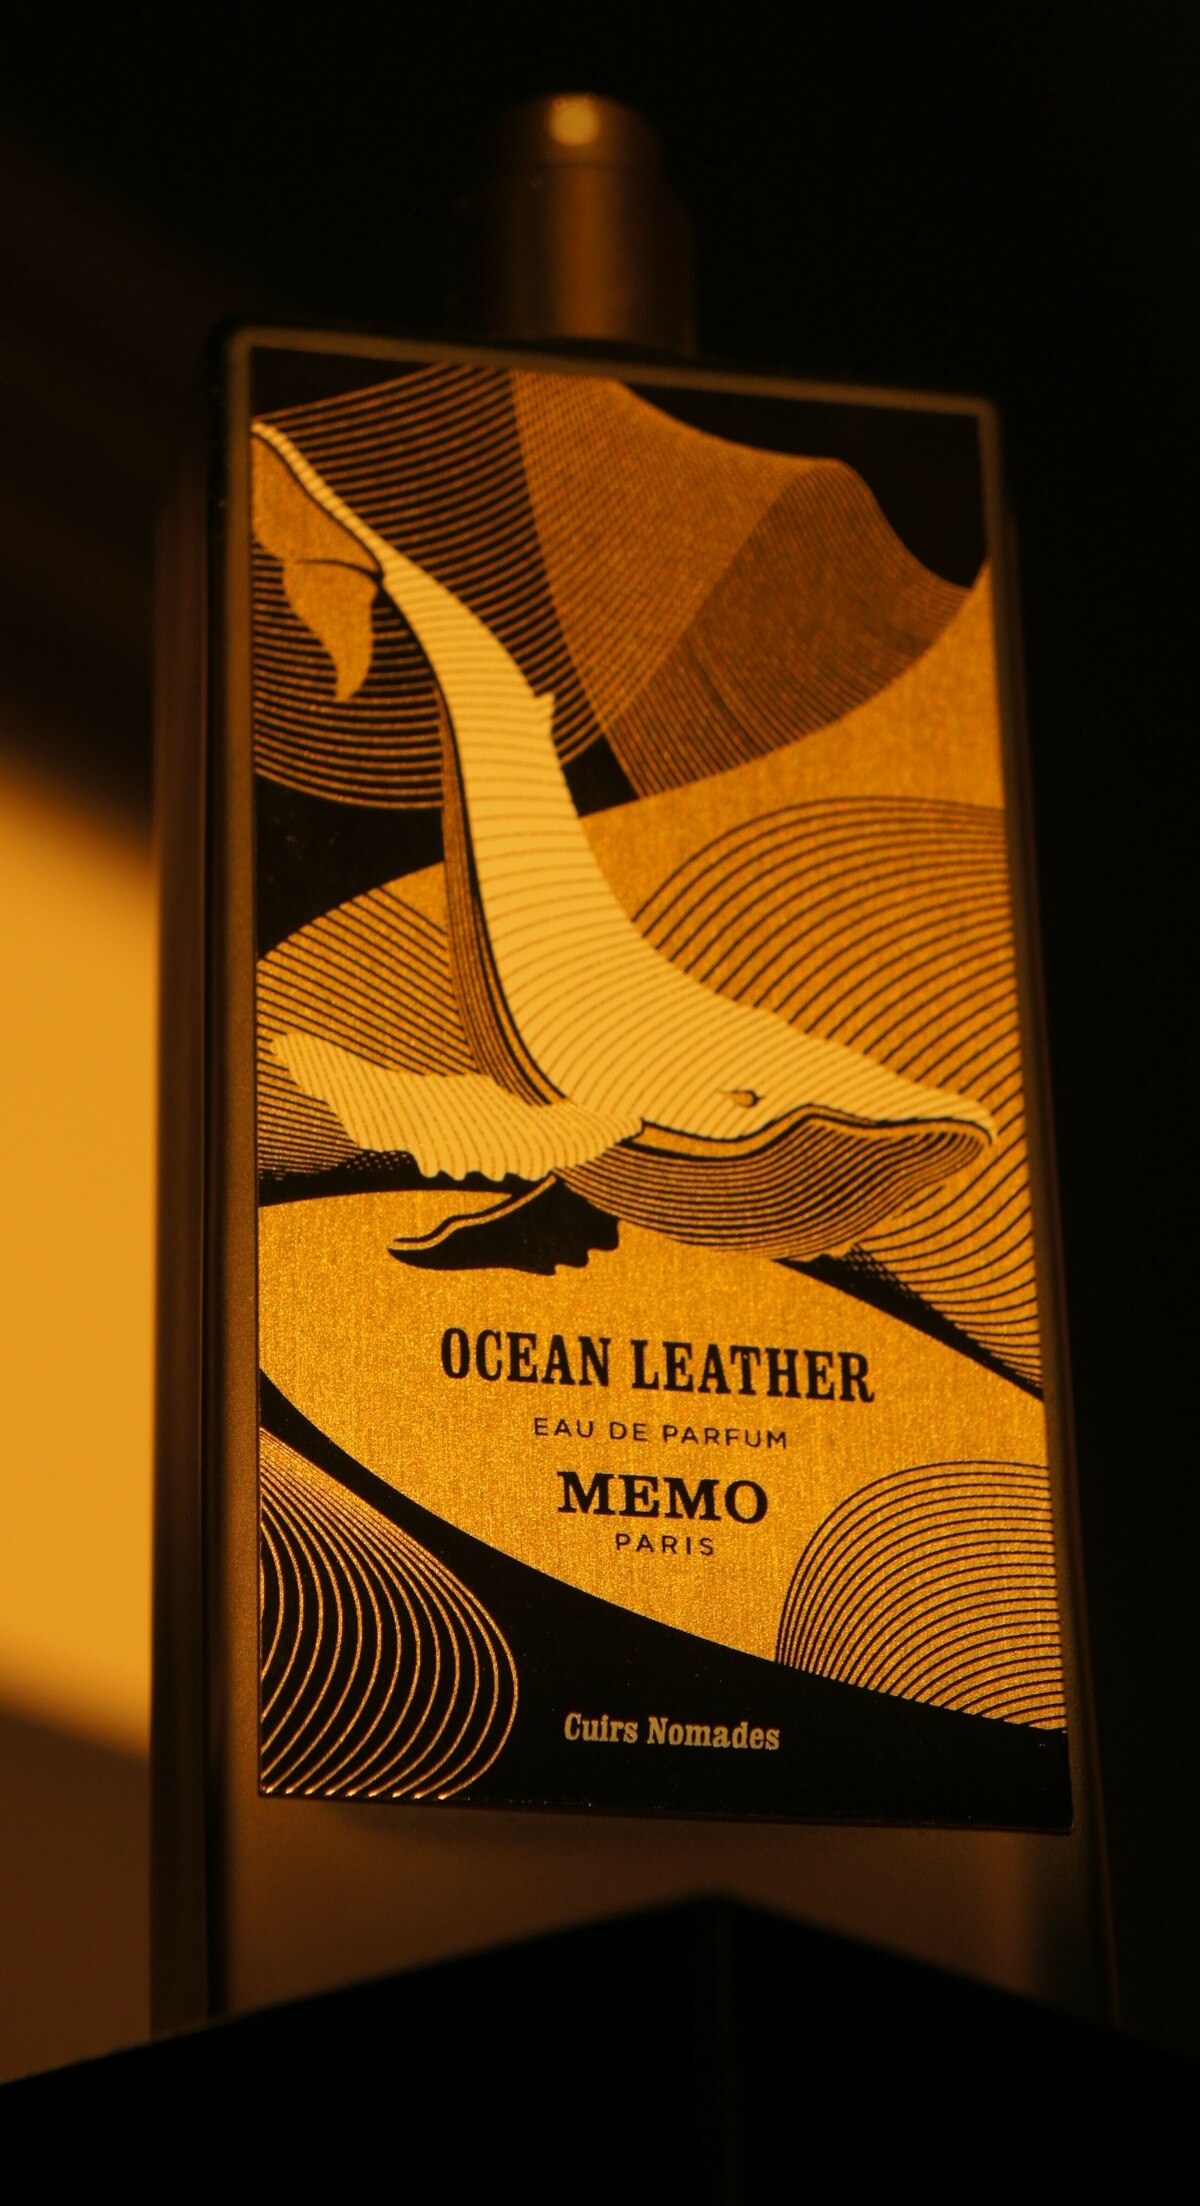 OCEAN LEATHER
EAU DE PARFUM
MEMO
PARIS
Cuirs Nomades